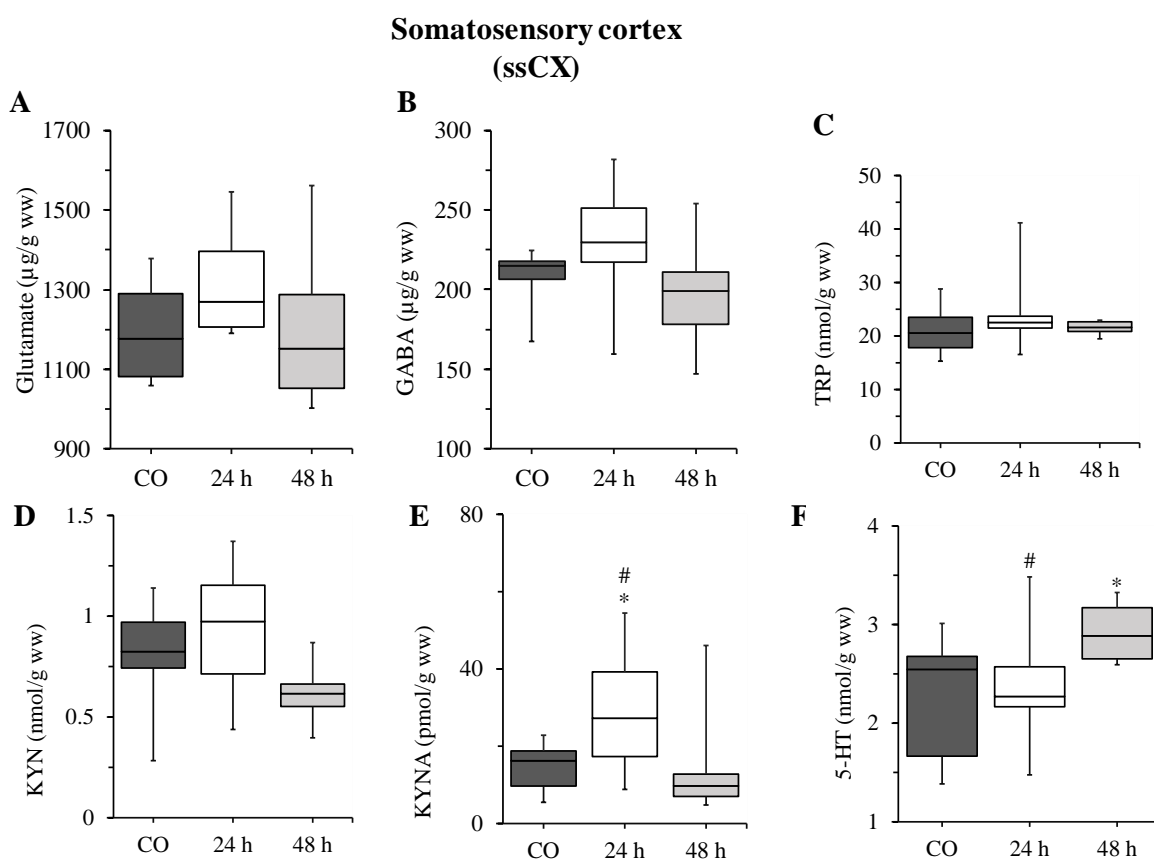 Somatosensory cortex
(ssCX)
A
Glutamate (µg/g ww)
1700
1500
1300
1100
900
CO 24 h 48 h
B
GABA (µg/g ww)
300
250
200
150
100
CO 24 h 48 h
C
TRP (nmol/g ww)
50
40
30
20
10
0
CO 24 h 48 h
D
KYN (nmol/g ww)
1.5
1
0.5
0
CO 24 h 48 h
E
KYNA (pmol/g ww)
80
40
0
#
*
CO 24 h 48 h
F
5-HT (nmol/g ww)
4
3
2
1
#
*
CO 24 h 48 h